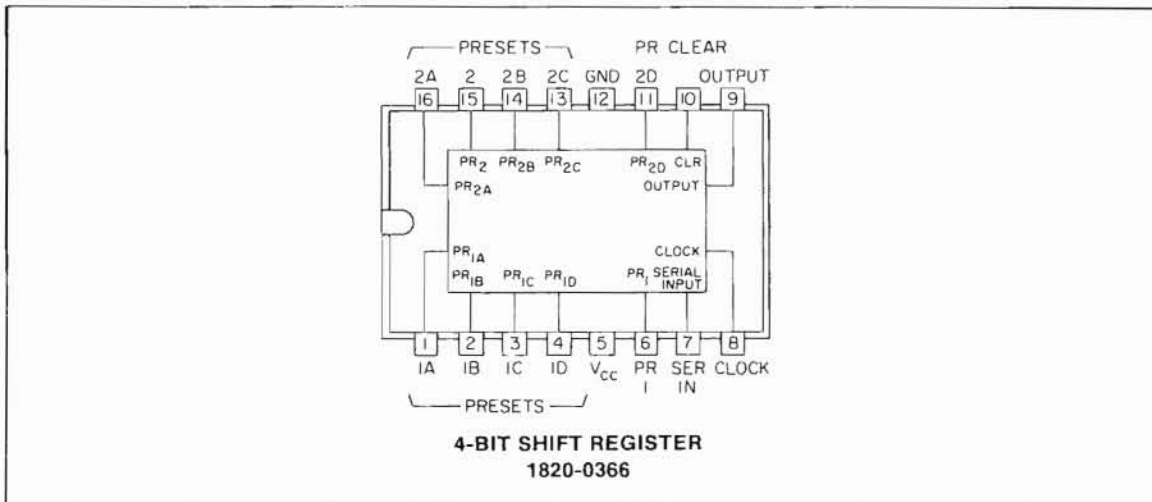 PRESETS PR CLEAR
2A 2 2B 2C GND 2D OUTPUT
16 15 14 13 12 11 10 9
PR2 PR2B PR2C PR2D CLR
PR2A OUTPUT
PR1A CLOCK
PR1B PR1C PR1D PR1 SERIAL
INPUT
1 2 3 4 5 6 7 8
1A 1B 1C 1D VCC PR SER CLOCK
1 IN
PRESETS
4-BIT SHIFT REGISTER
1820-0366